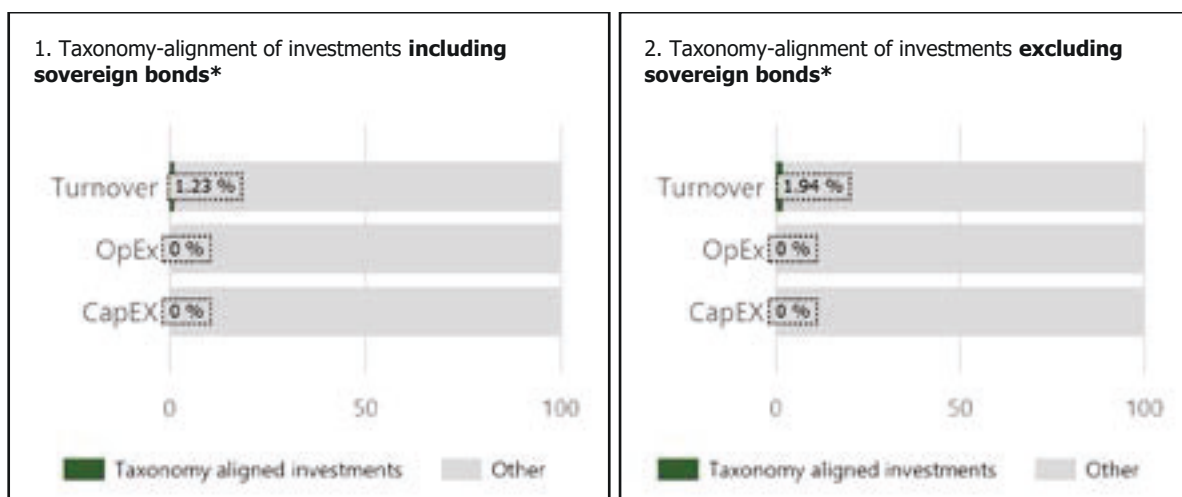 1. Taxonomy-alignment of investments including
sovereign bonds*
Turnover 1.23 %
OpEx 0 %
CapEX 0 %
0 50 100
Taxonomy aligned investments Other
2. Taxonomy-alignment of investments excluding
sovereign bonds*
Turnover 1.94 %
OpEx 0 %
CapEX 0 %
0 50 100
Taxonomy aligned investments Other